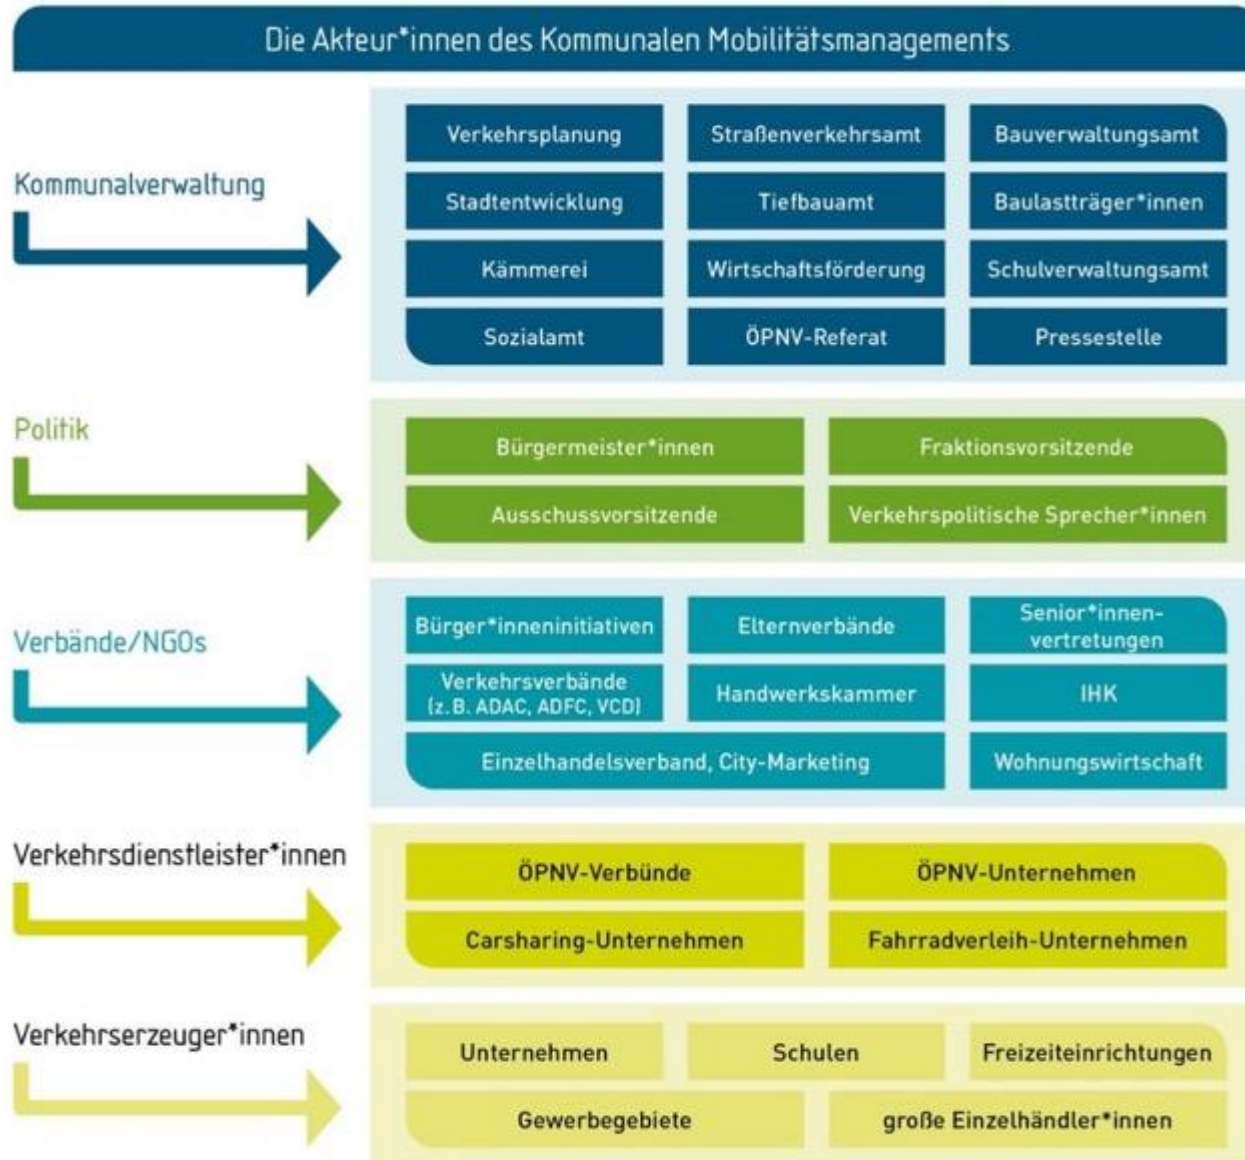 Die Akteur*innen des Kommunalen Mobilitätsmanagements
Kommunalverwaltung
Verkehrsplanung
Straßenverkehrsamt
Bauverwaltungsamt
Stadtentwicklung
Tiefbauamt
Baulastträger*innen
Kämmerei
Wirtschaftsförderung
Schulverwaltungsamt
Sozialamt
ÖPNV-Referat
Pressestelle
Politik
Bürgermeister*innen
Fraktionsvorsitzende
Ausschussvorsitzende
Verkehrspolitische Sprecher*innen
Verbände/NGOs
Bürger*inneninitiativen
Elternverbände
Senior*innen-
vertretungen
Verkehrsverbände
(z. B. ADAC, ADFC, VCD)
Handwerkskammer
IHK
Einzelhandelsverband, City-Marketing
Wohnungswirtschaft
Verkehrsdienstleister*innen
ÖPNV-Verbünde
ÖPNV-Unternehmen
Carsharing-Unternehmen
Fahrradverleih-Unternehmen
Verkehrserzeuger*innen
Unternehmen
Schulen
Freizeiteinrichtungen
Gewerbegebiete
große Einzelhändler*innen